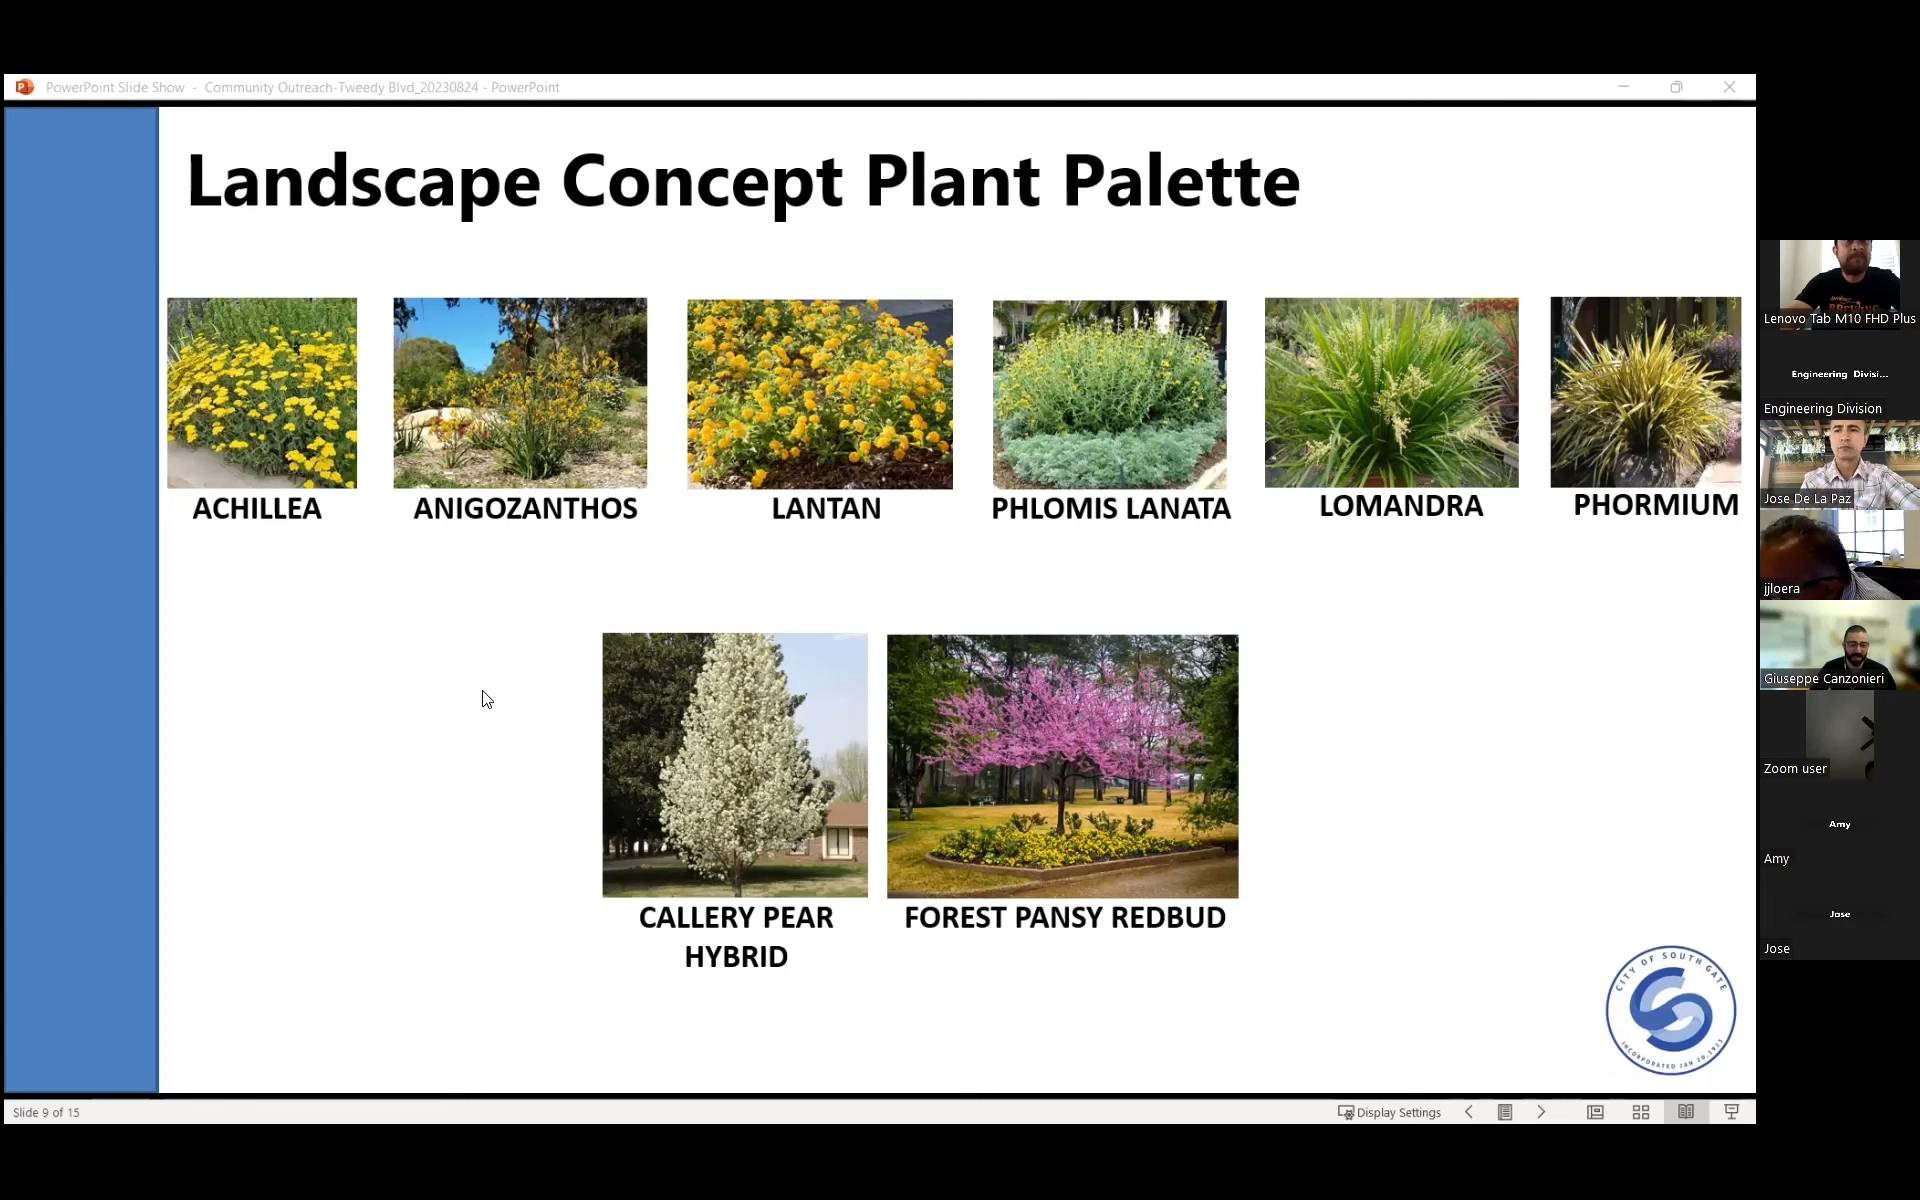 PowerPoint Slide Show - Community Outreach-Tweedy Blvd_20230824 - PowerPoint
Landscape Concept Plant Palette
ACHILLEA
ANIGOZANTHOS
LANTAN
PHLOMIS LANATA
LOMANDRA
PHORMIUM
CALLERY PEAR
HYBRID
FOREST PANSY REDBUD
CITY OF SOUTH GATE
INCORPORATED JAN 20, 1923
Slide 9 of 15
Display Settings
Lenovo Tab M10 FHD Plus
Engineering Divisi...
Engineering Division
Jose De La Paz
jjloera
Giuseppe Canzonieri
Zoom user
Amy
Amy
Jose
Jose